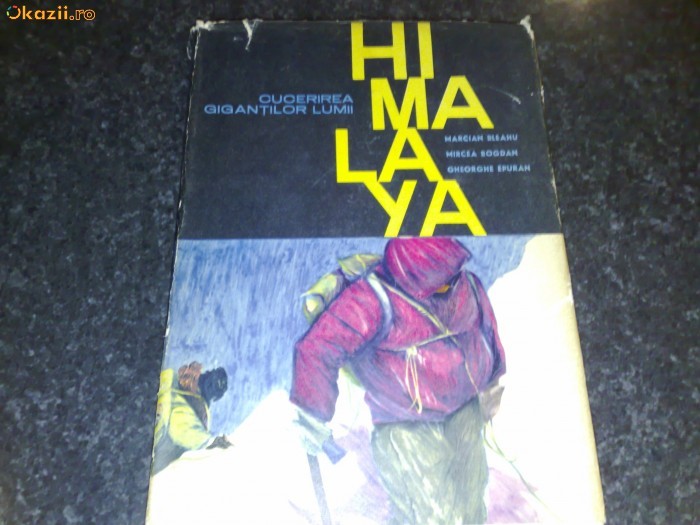 Okazii.ro
HI
MA
LA
YA
CUCERIREA
GIGANȚILOR LUMII
MARCIAN BLEAHU
MIRCEA BOGDAN
GHEORGHE EPURAN